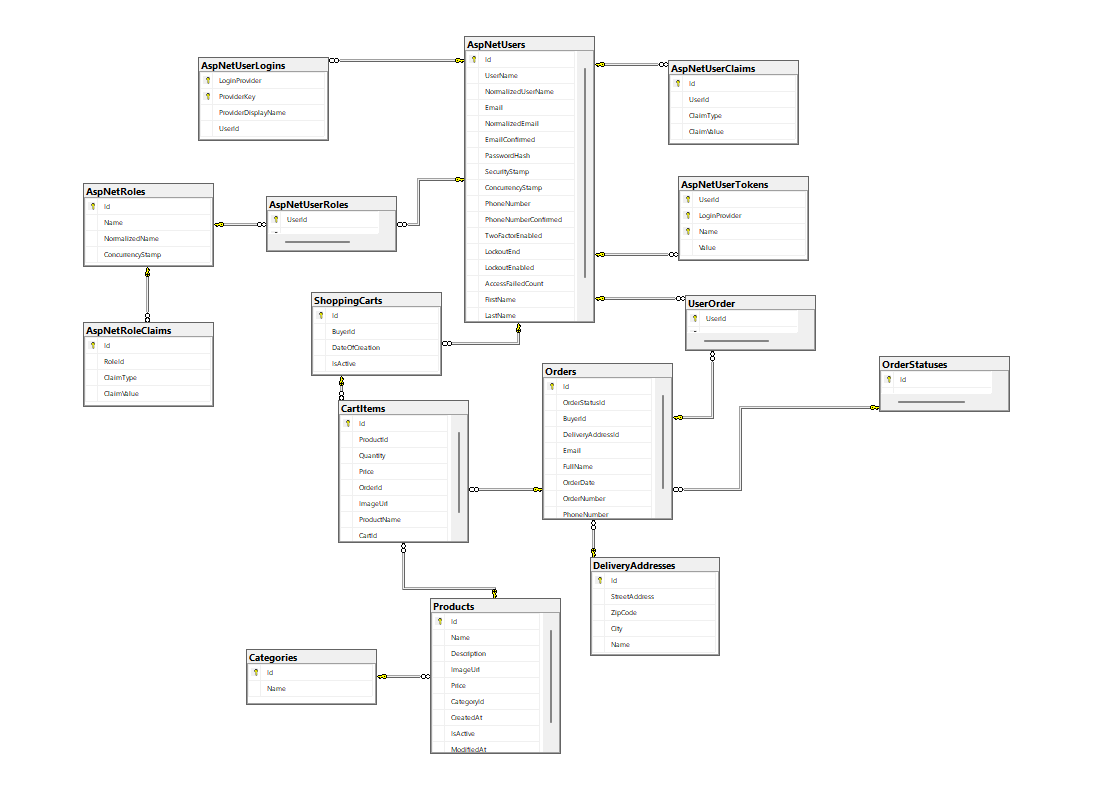 AspNetUsers
Id
UserName
NormalizedUserName
Email
NormalizedEmail
EmailConfirmed
PasswordHash
SecurityStamp
ConcurrencyStamp
PhoneNumber
PhoneNumberConfirmed
TwoFactorEnabled
LockoutEnd
LockoutEnabled
AccessFailedCount
FirstName
LastName
AspNetUserLogins
LoginProvider
ProviderKey
ProviderDisplayName
UserId
AspNetUserClaims
Id
UserId
ClaimType
ClaimValue
AspNetRoles
Id
Name
NormalizedName
ConcurrencyStamp
AspNetUserRoles
UserId
AspNetUserTokens
UserId
LoginProvider
Name
Value
AspNetRoleClaims
Id
RoleId
ClaimType
ClaimValue
ShoppingCarts
Id
BuyerId
DateOfCreation
IsActive
UserOrder
UserId
OrderStatuses
Id
CartItems
Id
ProductId
Quantity
Price
OrderId
ImageUrl
ProductName
CartId
Orders
Id
OrderStatusId
BuyerId
DeliveryAddressId
Email
FullName
OrderDate
OrderNumber
PhoneNumber
DeliveryAddresses
Id
StreetAddress
ZipCode
City
Name
Categories
Id
Name
Products
Id
Name
Description
ImageUrl
Price
CategoryId
CreatedAt
IsActive
ModifiedAt